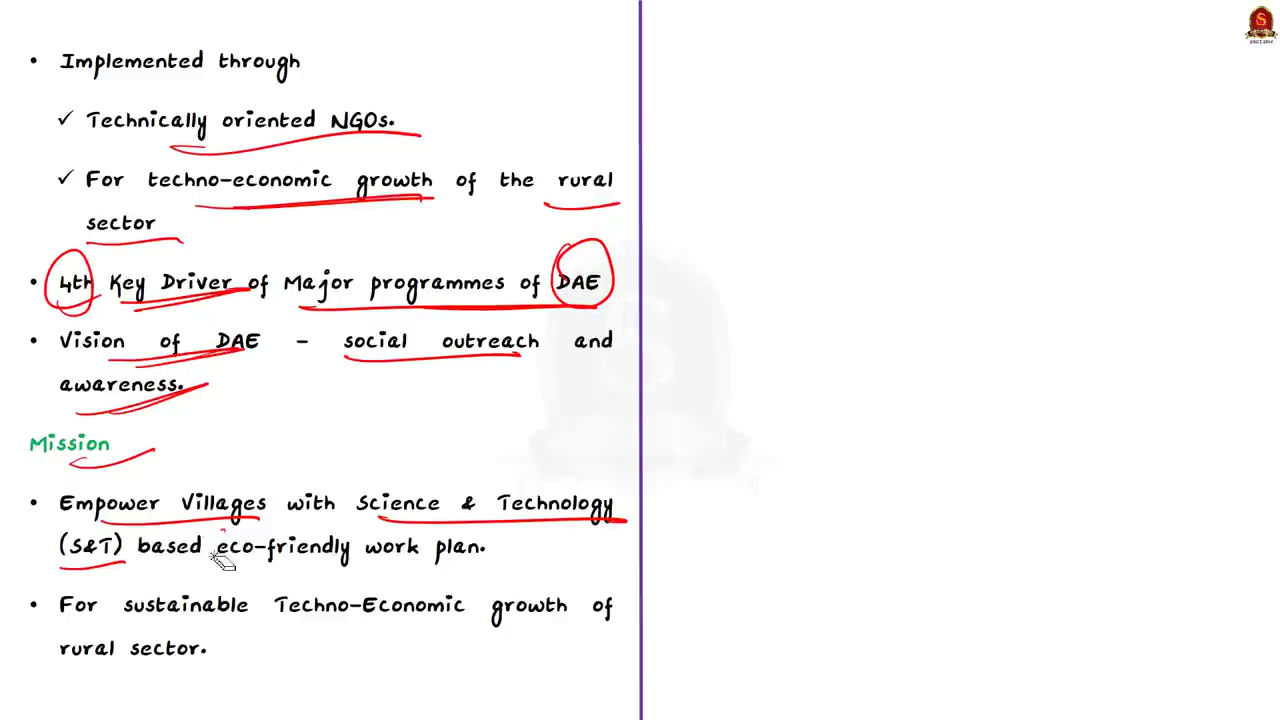 • Implemented through
✓ Technically oriented NGOs.
✓ For techno-economic growth of the rural
sector
• 4th Key Driver of Major programmes of DAE
• Vision of DAE – social outreach and
awareness.
Mission
• Empower Villages with Science & Technology
(S&T) based eco-friendly work plan.
• For sustainable Techno-Economic growth of
rural sector.
S
SINCE 2004